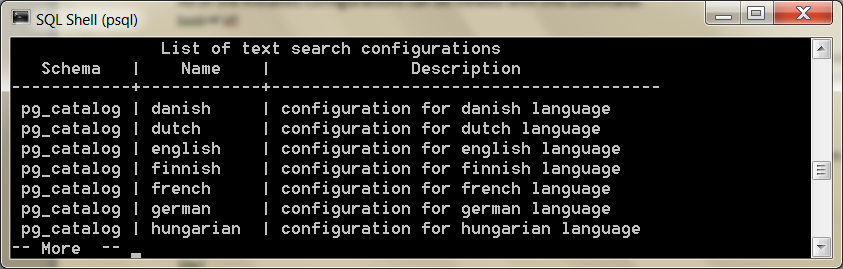 SQL Shell (psql)
List of text search configurations
Schema | Name | Description
------------+------------+---------------------------------------
pg_catalog | danish | configuration for danish language
pg_catalog | dutch | configuration for dutch language
pg_catalog | english | configuration for english language
pg_catalog | finnish | configuration for finnish language
pg_catalog | french | configuration for french language
pg_catalog | german | configuration for german language
pg_catalog | hungarian | configuration for hungarian language
-- More --